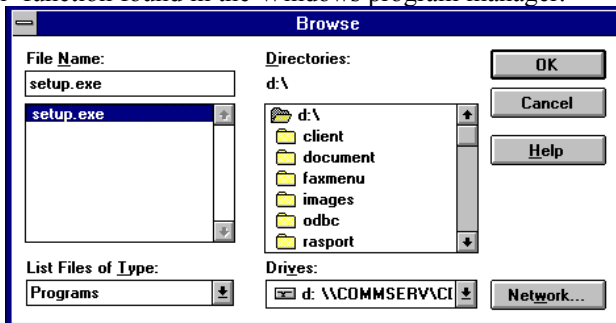 function found in the Windows program manager.
Browse
File Name:
setup.exe
setup.exe
List Files of Type:
Programs
Directories:
d:\
d:\
client
document
faxmenu
images
odbc
rasport
Drives:
d: \\COMMSERV\CD
OK
Cancel
Help
Network...